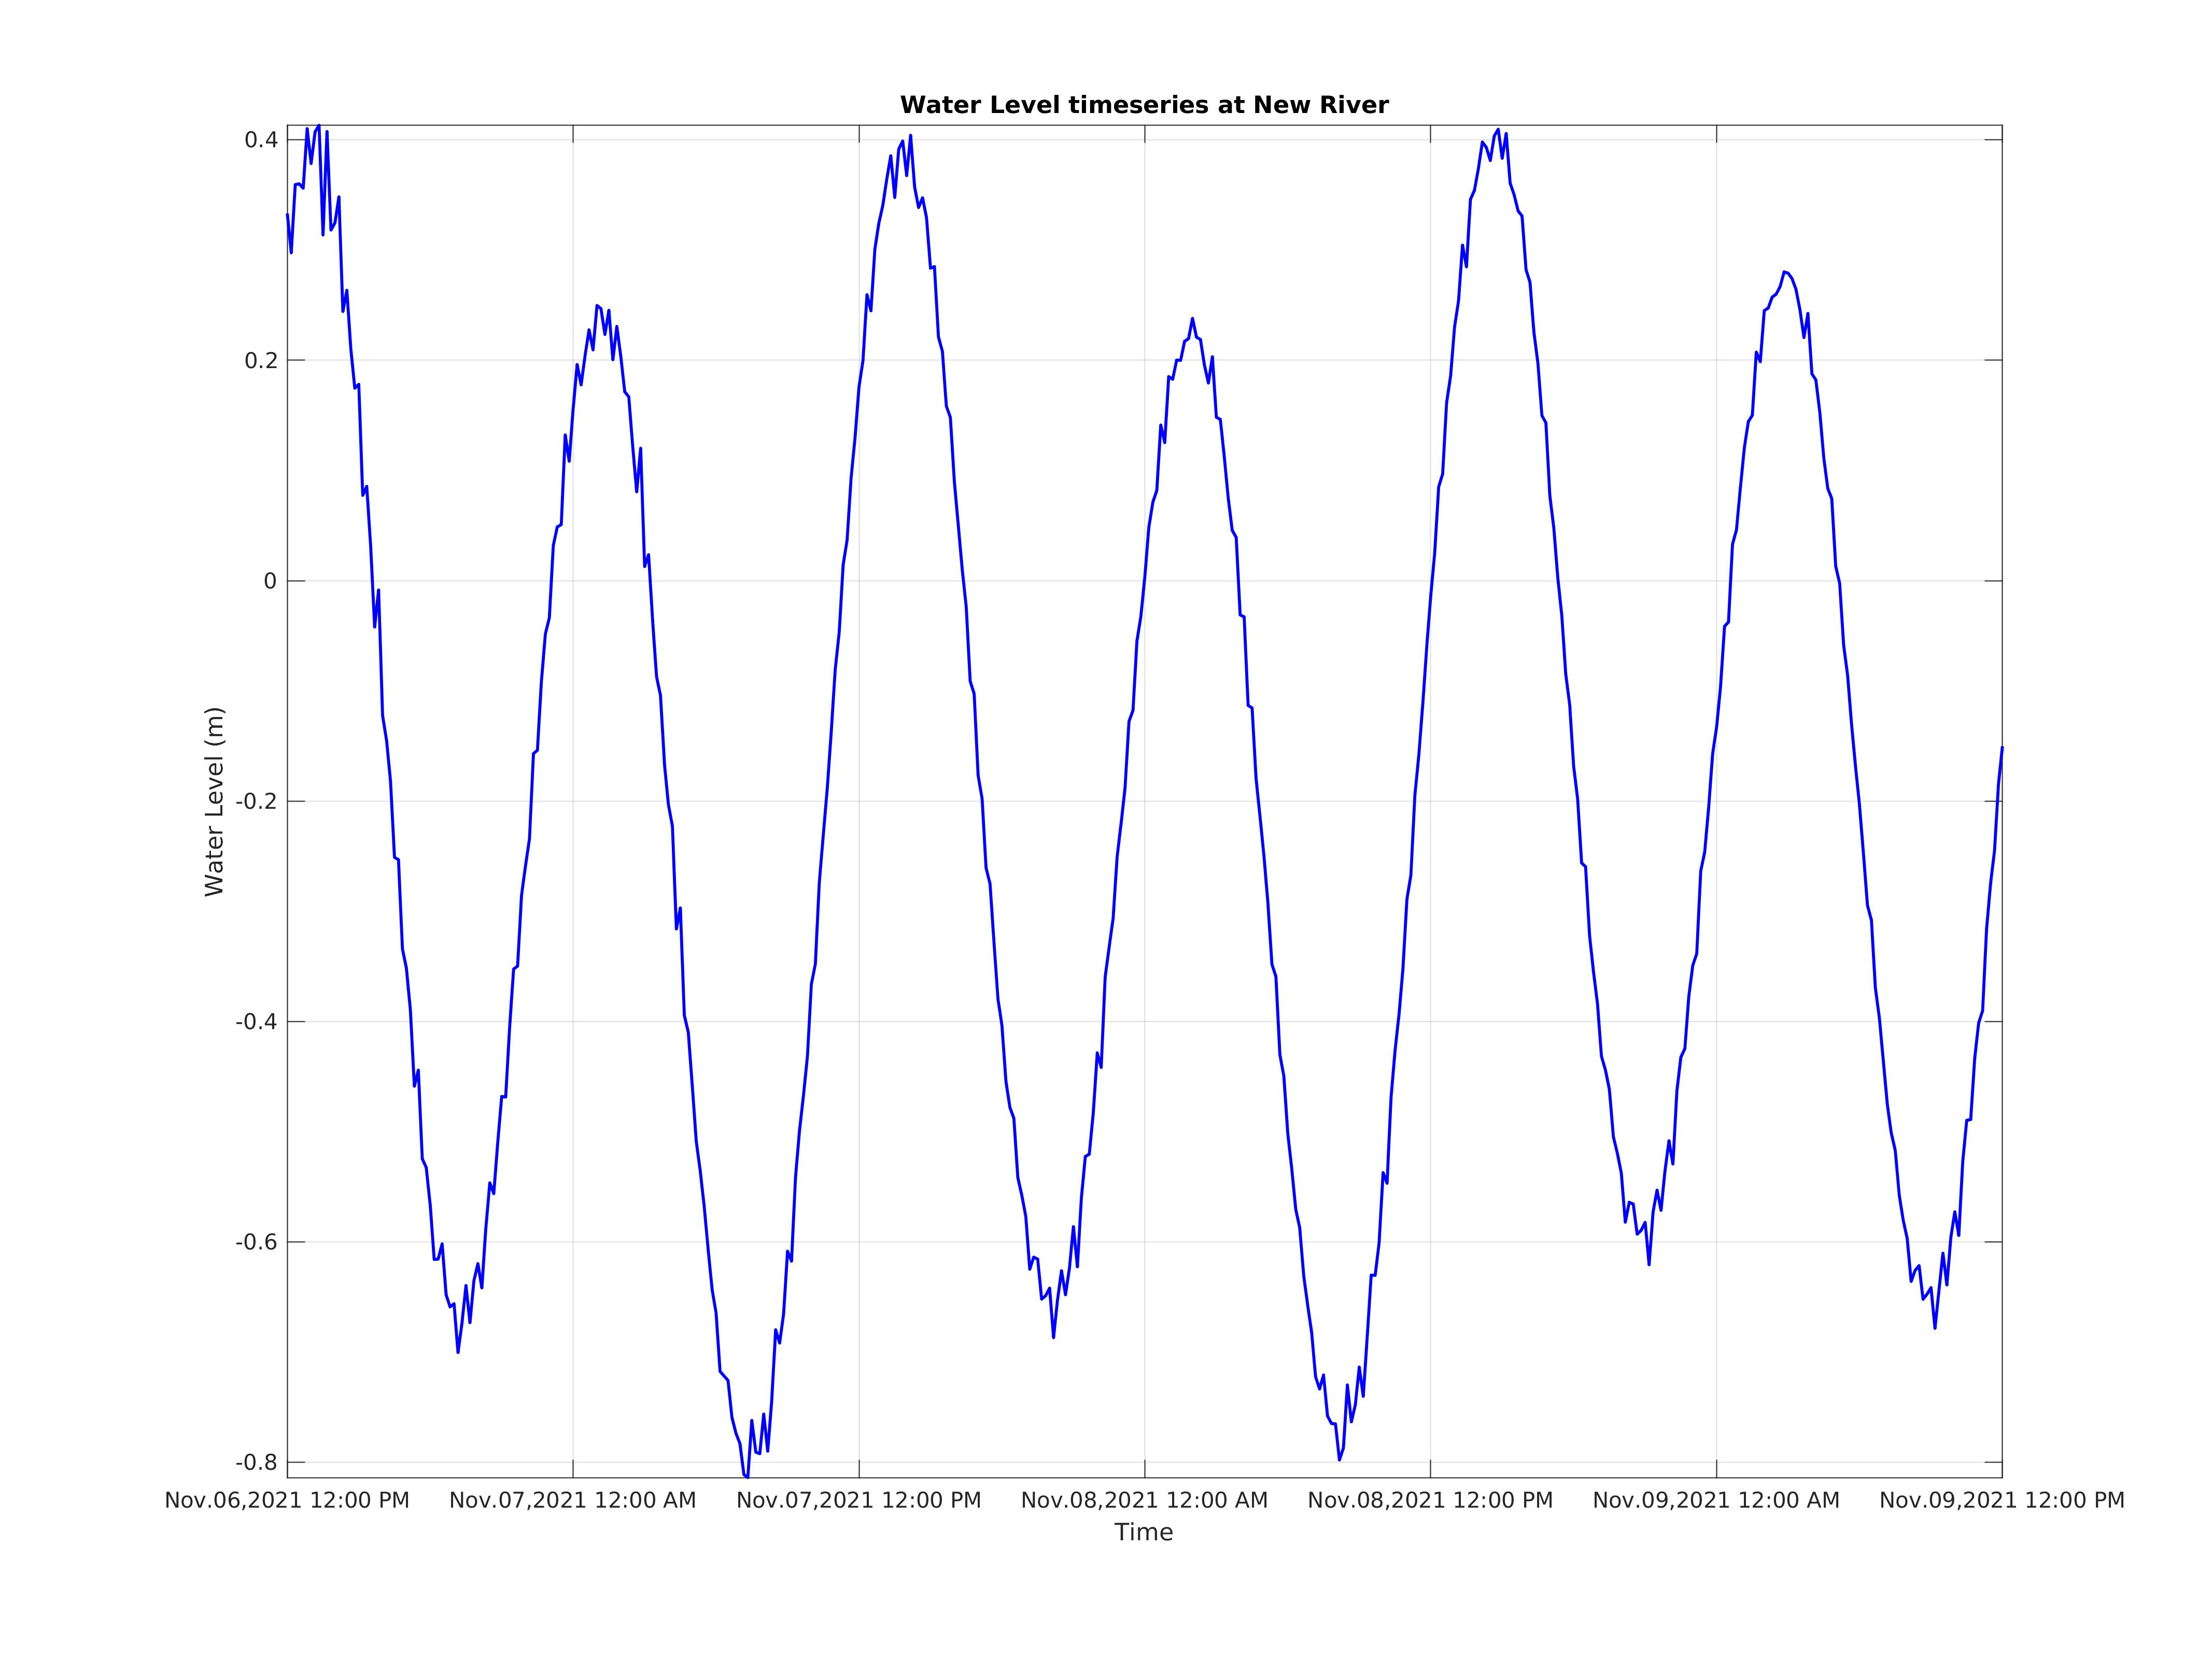 Water Level timeseries at New River
0.4
0.2
0
-0.2
-0.4
-0.6
-0.8
Water Level (m)
Nov.06,2021 12:00 PM
Nov.07,2021 12:00 AM
Nov.07,2021 12:00 PM
Nov.08,2021 12:00 AM
Nov.08,2021 12:00 PM
Nov.09,2021 12:00 AM
Nov.09,2021 12:00 PM
Time